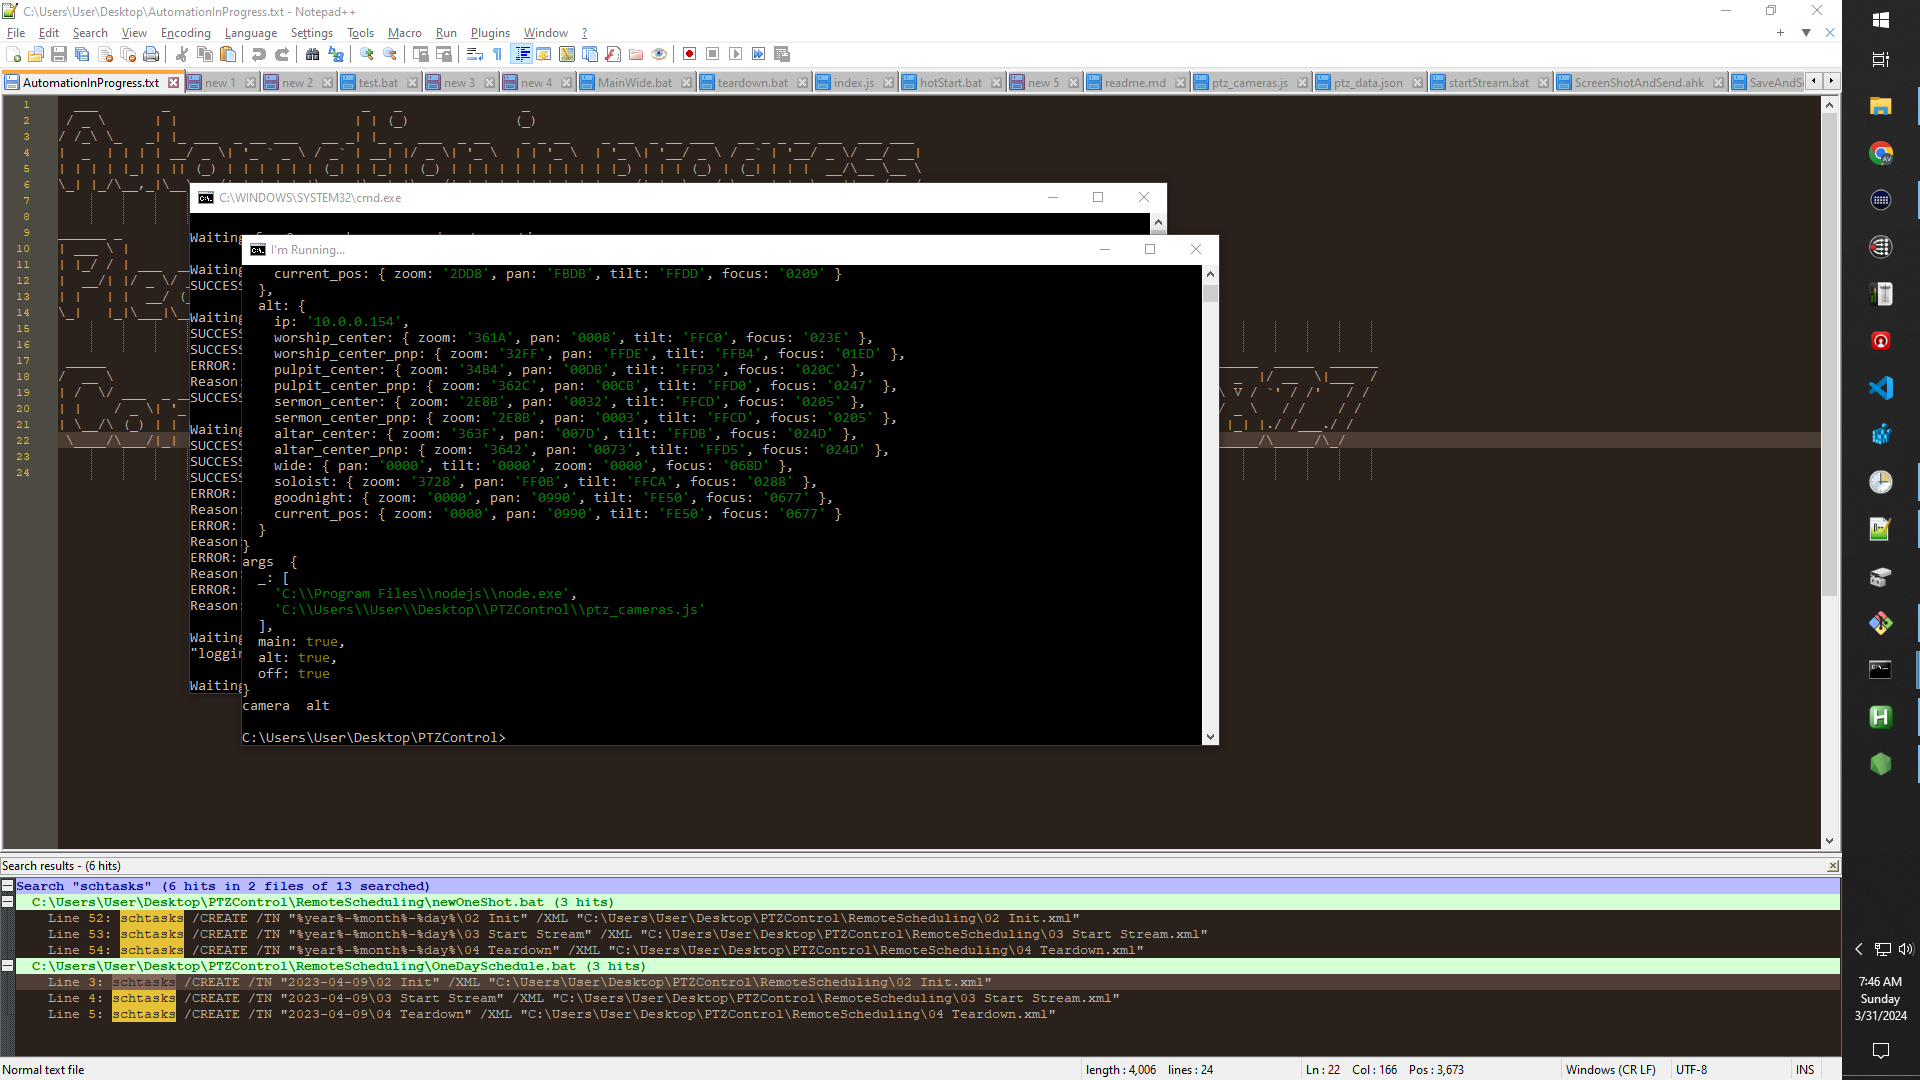 C:\Users\User\Desktop\AutomationInProgress.txt - Notepad++
File Edit Search View Encoding Language Settings Tools Macro Run Plugins Window ?
AutomationInProgress.txt new 1 new 2 test.bat new 3 new 4 MainWide.bat teardown.bat index.js hotStart.bat new 5 readme.md ptz_cameras.js ptz_data.json startStream.bat ScreenShotAndSend.ahk
1
2
3
4
5
6
7
8
9
10
11
12
13
14
15
16
17
18
19
20
21
22
23
24
Automation in progress
C:\WINDOWS\SYSTEM32\cmd.exe
Waiting
Waiting
SUCCESS
Waiting
SUCCESS
SUCCESS
ERROR:
Reason:
SUCCESS
Waiting
SUCCESS
SUCCESS
SUCCESS
ERROR:
Reason:
ERROR:
Reason:
ERROR:
Reason:
ERROR:
Reason:
Waiting
Waiting
I'm Running...
current_pos: { zoom: '2DD8', pan: 'FBDB', tilt: 'FFDD', focus: '0209' }
},
alt: {
ip: '10.0.0.154',
worship_center: { zoom: '361A', pan: '0008', tilt: 'FFC0', focus: '023E' },
worship_center_pnp: { zoom: '32FF', pan: 'FFDE', tilt: 'FFB4', focus: '01ED' },
pulpit_center: { zoom: '34B4', pan: '00DB', tilt: 'FFD3', focus: '020C' },
pulpit_center_pnp: { zoom: '362C', pan: '00CB', tilt: 'FFD0', focus: '0247' },
sermon_center: { zoom: '2E8B', pan: '0032', tilt: 'FFCD', focus: '0205' },
sermon_center_pnp: { zoom: '2E8B', pan: '0003', tilt: 'FFCD', focus: '0205' },
altar_center: { zoom: '363F', pan: '007D', tilt: 'FFDB', focus: '024D' },
altar_center_pnp: { zoom: '3642', pan: '0073', tilt: 'FFD5', focus: '024D' },
wide: { pan: '0000', tilt: '0000', zoom: '0000', focus: '068D' },
soloist: { zoom: '3728', pan: 'FF0B', tilt: 'FFCA', focus: '0288' },
goodnight: { zoom: '0000', pan: '0990', tilt: 'FE50', focus: '0677' },
current_pos: { zoom: '0000', pan: '0990', tilt: 'FE50', focus: '0677' }
}
}
args {
_: [
'C:\\Program Files\\nodejs\\node.exe',
'C:\\Users\\User\\Desktop\\PTZControl\\ptz_cameras.js'
],
main: true,
alt: true,
off: true
}
camera alt
C:\Users\User\Desktop\PTZControl>
Search results - (6 hits)
Search "schtasks" (6 hits in 2 files of 13 searched)
C:\Users\User\Desktop\PTZControl\RemoteScheduling\newOneShot.bat (3 hits)
Line 52: schtasks /CREATE /TN "%year%-%month%-%day%\02 Init" /XML "C:\Users\User\Desktop\PTZControl\RemoteScheduling\02 Init.xml"
Line 53: schtasks /CREATE /TN "%year%-%month%-%day%\03 Start Stream" /XML "C:\Users\User\Desktop\PTZControl\RemoteScheduling\03 Start Stream.xml"
Line 54: schtasks /CREATE /TN "%year%-%month%-%day%\04 Teardown" /XML "C:\Users\User\Desktop\PTZControl\RemoteScheduling\04 Teardown.xml"
C:\Users\User\Desktop\PTZControl\RemoteScheduling\OneDaySchedule.bat (3 hits)
Line 3: schtasks /CREATE /TN "2023-04-09\02 Init" /XML "C:\Users\User\Desktop\PTZControl\RemoteScheduling\02 Init.xml"
Line 4: schtasks /CREATE /TN "2023-04-09\03 Start Stream" /XML "C:\Users\User\Desktop\PTZControl\RemoteScheduling\03 Start Stream.xml"
Line 5: schtasks /CREATE /TN "2023-04-09\04 Teardown" /XML "C:\Users\User\Desktop\PTZControl\RemoteScheduling\04 Teardown.xml"
Normal text file length : 4,006 lines : 24 Ln : 22 Col : 166 Pos : 3,673 Windows (CR LF) UTF-8 INS
7:46 AM
Sunday
3/31/2024